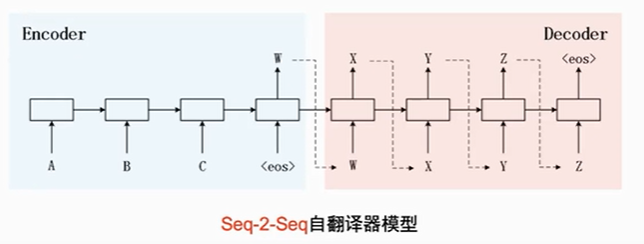 Encoder Decoder
W X Y Z <eos>
A B C <eos> W X Y Z
Seq-2-Seq自翻译器模型